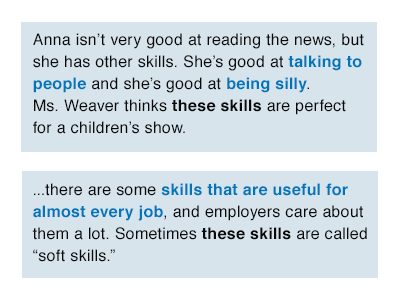 Anna isn’t very good at reading the news, but
she has other skills. She’s good at talking to
people and she’s good at being silly.
Ms. Weaver thinks these skills are perfect
for a children’s show.
...there are some skills that are useful for
almost every job, and employers care about
them a lot. Sometimes these skills are called
“soft skills.”